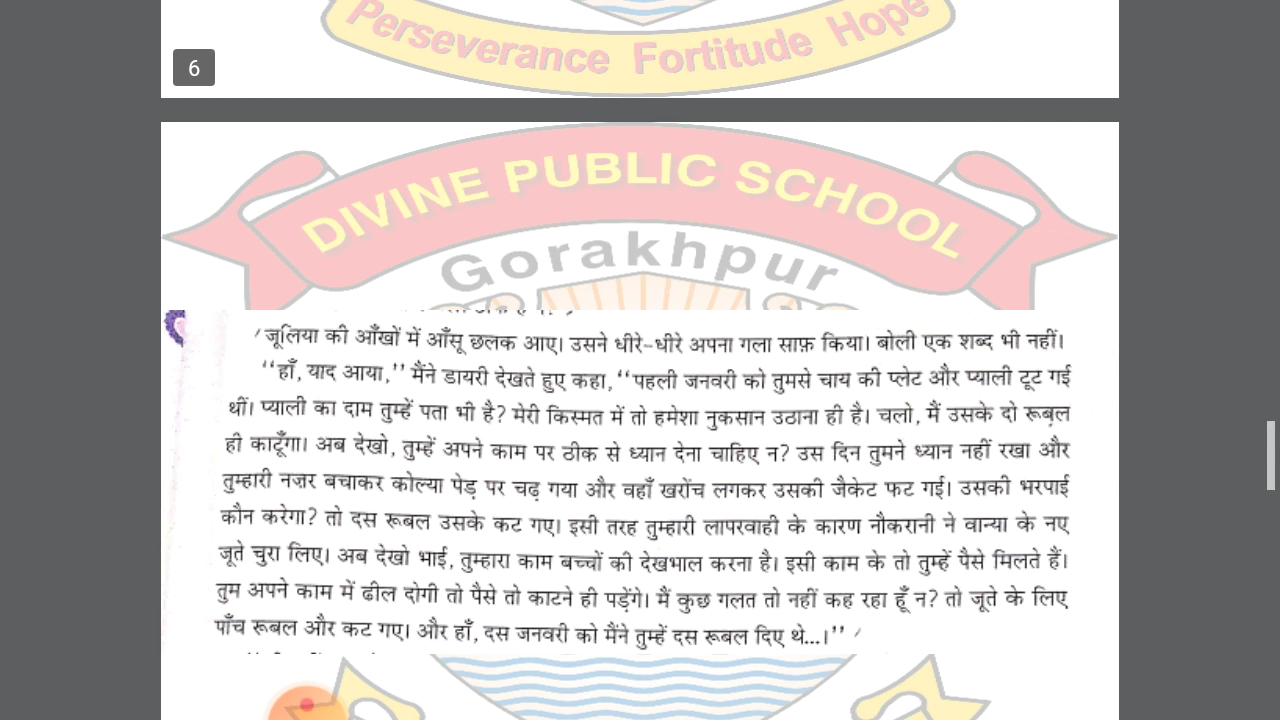 Perseverance Fortitude Hope
6
DIVINE PUBLIC SCHOOL
Gorakhpur
जूलिया की आँखों में आँसू छलक आए। उसने धीरे-धीरे अपना गला साफ़ किया। बोली एक शब्द भी नहीं।
‘‘हाँ, याद आया,’’ मैंने डायरी देखते हुए कहा, ‘‘पहली जनवरी को तुमसे चाय की प्लेट और प्याली टूट गई
थीं। प्याली का दाम तुम्हें पता भी है? मेरी किस्मत में तो हमेशा नुकसान उठाना ही है। चलो, मैं उसके दो रूबल
ही काटूँगा। अब देखो, तुम्हें अपने काम पर ठीक से ध्यान देना चाहिए न? उस दिन तुमने ध्यान नहीं रखा और
तुम्हारी नज़र बचाकर कोल्या पेड़ पर चढ़ गया और वहाँ खरोंच लगकर उसकी जैकेट फट गई। उसकी भरपाई
कौन करेगा? तो दस रूबल उसके कट गए। इसी तरह तुम्हारी लापरवाही के कारण नौकरानी ने वान्या के नए
जूते चुरा लिए। अब देखो भाई, तुम्हारा काम बच्चों की देखभाल करना है। इसी काम के तो तुम्हें पैसे मिलते हैं।
तुम अपने काम में ढील दोगी तो पैसे तो काटने ही पड़ेंगे। मैं कुछ गलत तो नहीं कह रहा हूँ न? तो जूते के लिए
पाँच रूबल और कट गए। और हाँ, दस जनवरी को मैंने तुम्हें दस रूबल दिए थे...।’’